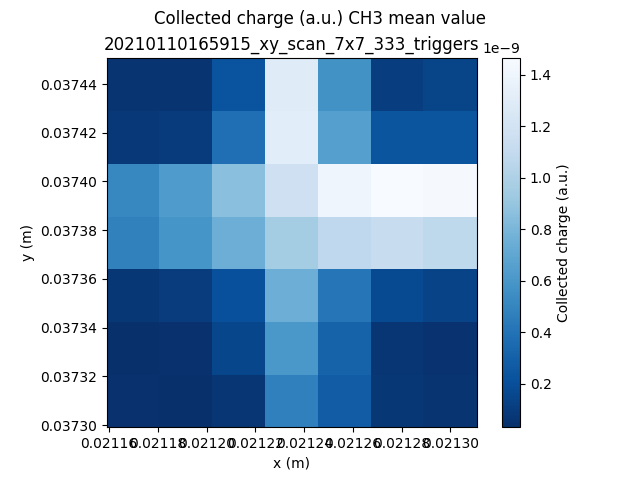 Collected charge (a.u.) CH3 mean value
20210110165915_xy_scan_7x7_333_triggers
1e−9
0.03744
0.03742
0.03740
0.03738
0.03736
0.03734
0.03732
0.03730
y (m)
0.02116 0.02118 0.02120 0.02122 0.02124 0.02126 0.02128 0.02130
x (m)
1.4
1.2
1.0
0.8
0.6
0.4
0.2
Collected charge (a.u.)